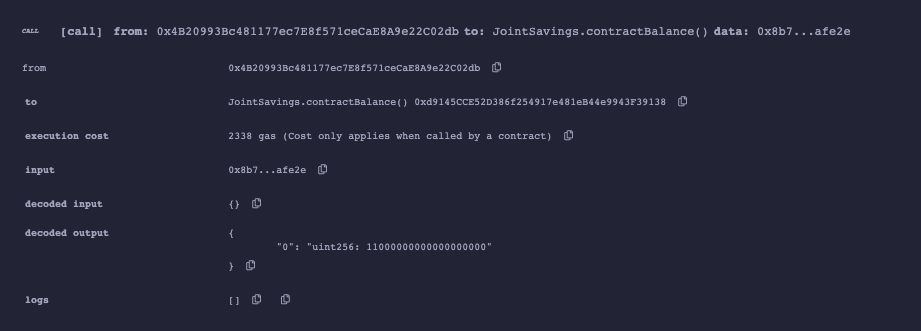 CALL [call] from: 0x4B20993Bc481177ec7E8f571ceCaE8A9e22C02db to: JointSavings.contractBalance() data: 0x8b7...afe2e
from 0x4B20993Bc481177ec7E8f571ceCaE8A9e22C02db
to JointSavings.contractBalance() 0xd9145CCE52D386f254917e481eB44e9943F39138
execution cost 2338 gas (Cost only applies when called by a contract)
input 0x8b7...afe2e
decoded input {}
decoded output {
"0": "uint256: 11000000000000000000"
}
logs []